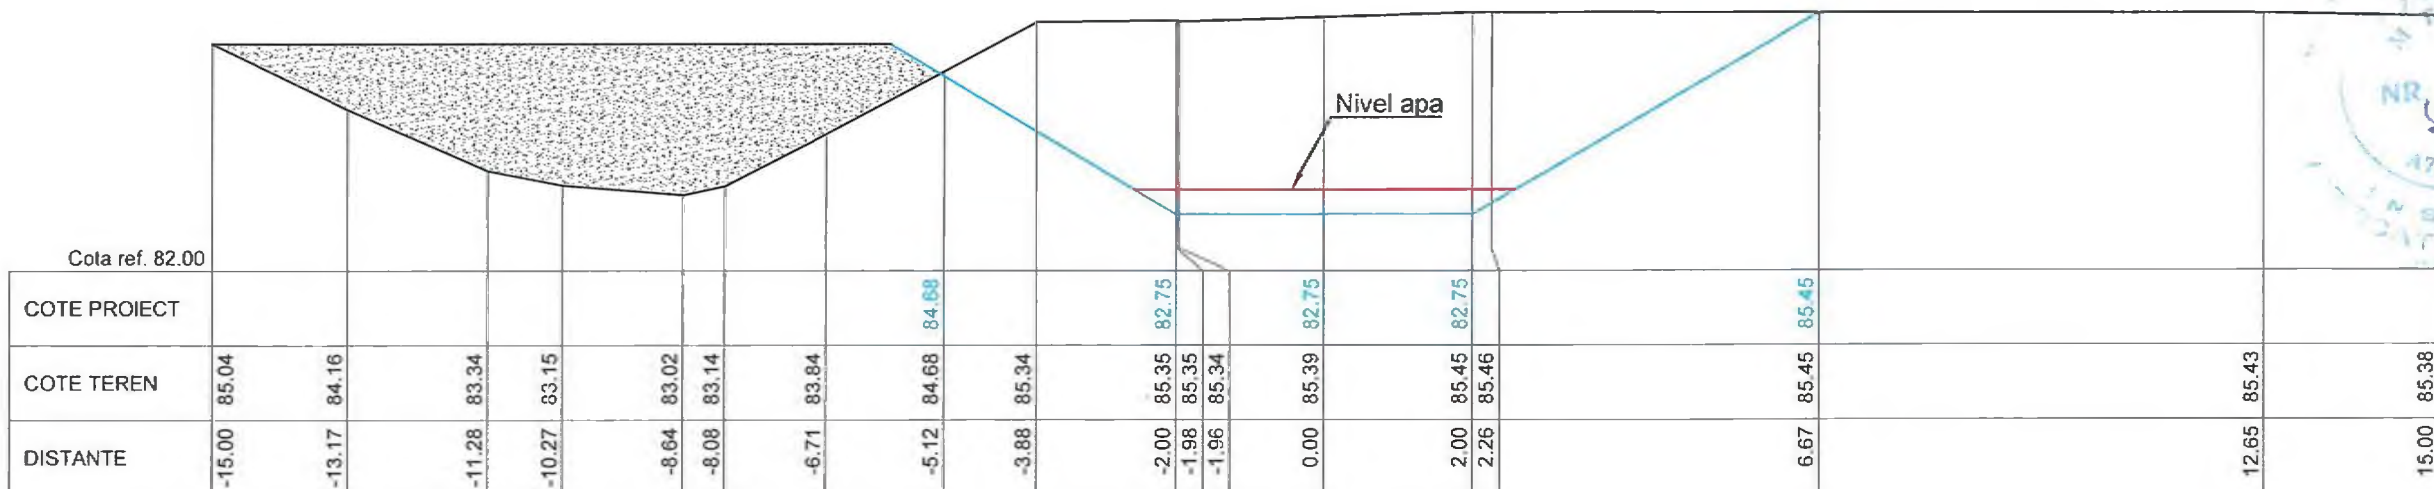 Nivel apa
NR
Cota ref. 82.00
COTE PROIECT 84.68 82.75 82.75 82.75 85.45
COTE TEREN 85.04 84.16 83.34 83.15 83.02 83.14 83.84 84.68 85.34 85.35 85.35 85.34 85.39 85.45 85.46 85.45 85.43 85.38
DISTANTE -15.00 -13.17 -11.28 -10.27 -8.64 -8.08 -6.71 -5.12 -3.88 -2.00 -1.98 -1.96 0.00 2.00 2.26 6.67 12.65 15.00